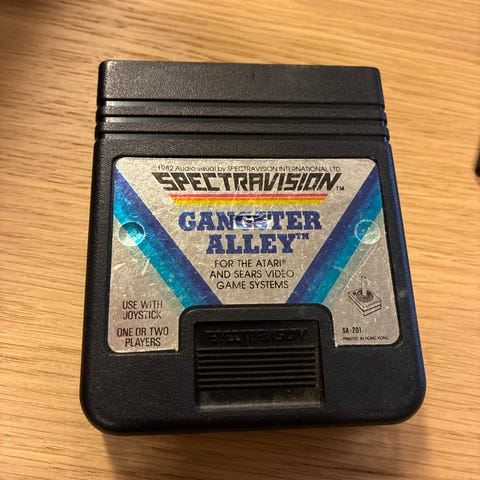 ©1982 Audio visual by SPECTRAVISION INTERNATIONAL LTD
SPECTRAVISION™
GANGSTER
ALLEY™
FOR THE ATARI®
AND SEARS VIDEO
GAME SYSTEMS
USE WITH
JOYSTICK
ONE OR TWO
PLAYERS
SA-201
PRINTED IN HONG KONG
SPECTRAVISION